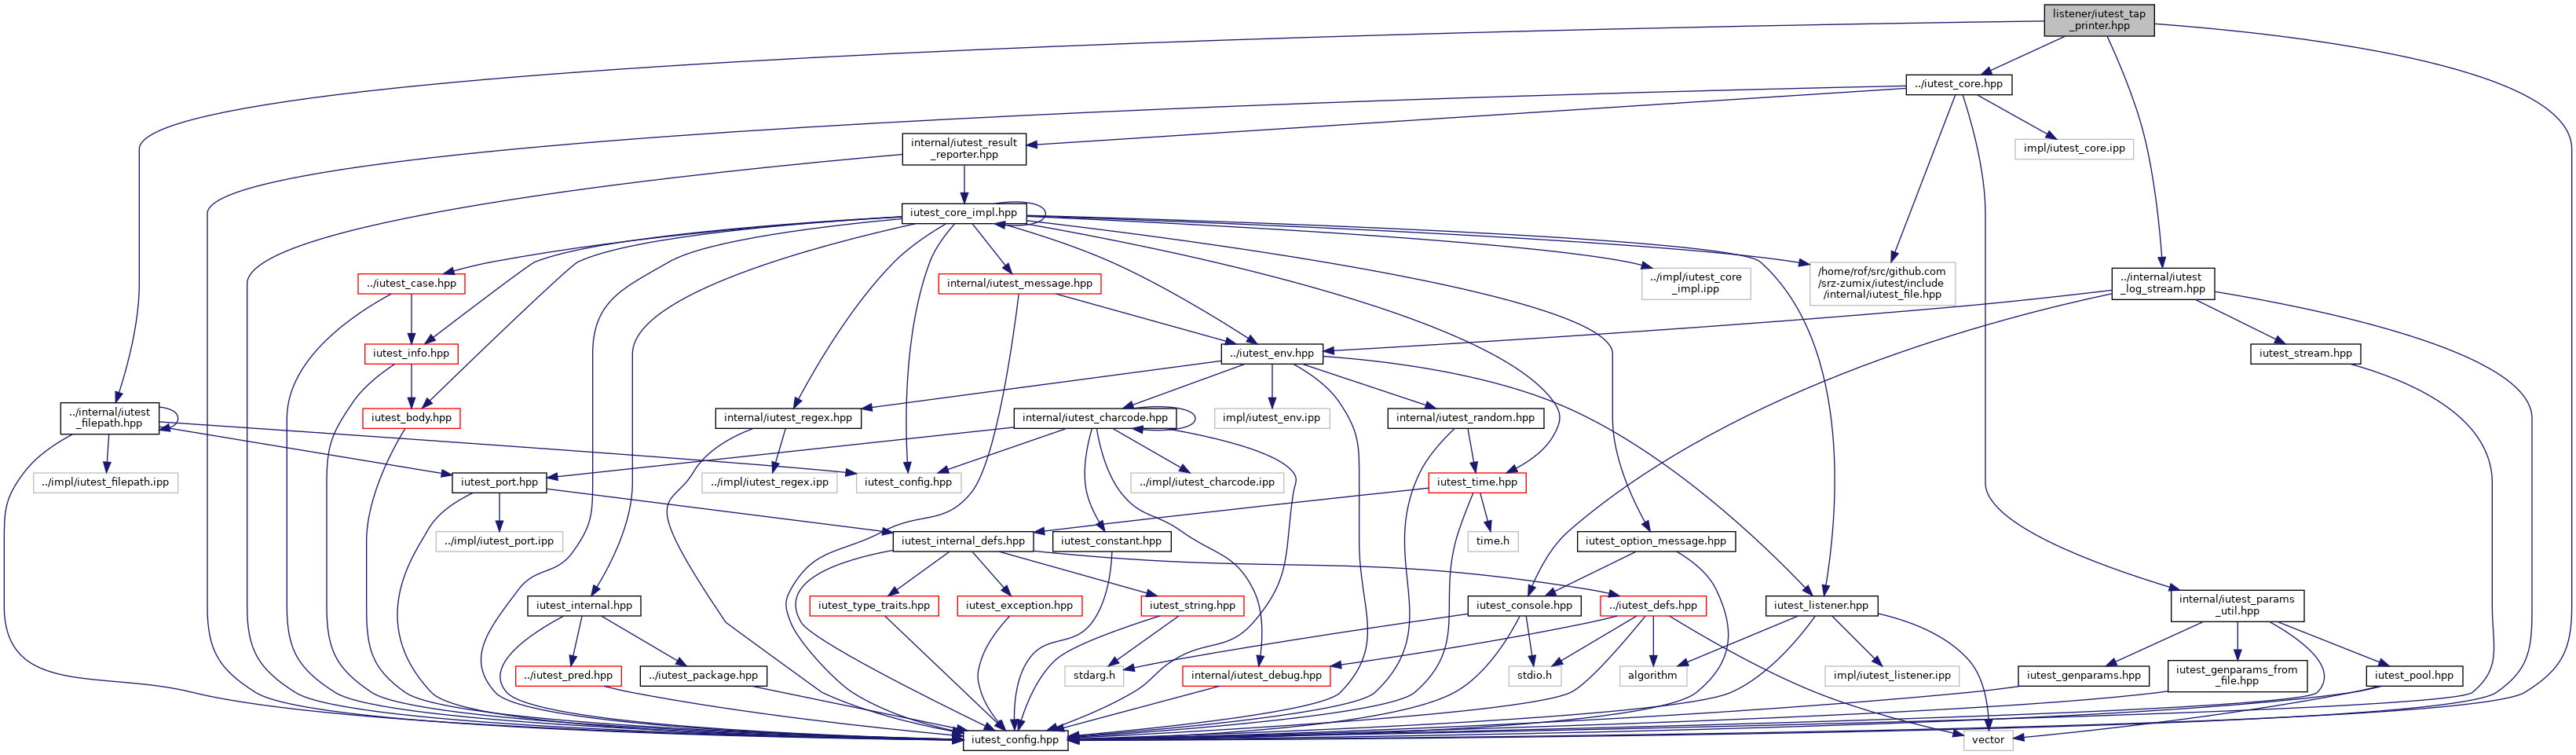 listener/iutest_tap
_printer.hpp
../iutest_core.hpp
internal/iutest_result
_reporter.hpp
impl/iutest_core.ipp
iutest_core_impl.hpp
../iutest_case.hpp
internal/iutest_message.hpp
../impl/iutest_core
_impl.ipp
/home/rof/src/github.com
/srz-zumix/iutest/include
/internal/iutest_file.hpp
../internal/iutest
_log_stream.hpp
iutest_info.hpp
../iutest_env.hpp
iutest_stream.hpp
../internal/iutest
_filepath.hpp
iutest_body.hpp
internal/iutest_regex.hpp
internal/iutest_charcode.hpp
impl/iutest_env.ipp
internal/iutest_random.hpp
../impl/iutest_filepath.ipp
iutest_port.hpp
../impl/iutest_regex.ipp
iutest_config.hpp
../impl/iutest_charcode.ipp
iutest_time.hpp
../impl/iutest_port.ipp
iutest_internal_defs.hpp
iutest_constant.hpp
time.h
iutest_option_message.hpp
iutest_internal.hpp
iutest_type_traits.hpp
iutest_exception.hpp
iutest_string.hpp
iutest_console.hpp
../iutest_defs.hpp
iutest_listener.hpp
internal/iutest_params
_util.hpp
../iutest_pred.hpp
../iutest_package.hpp
stdarg.h
internal/iutest_debug.hpp
stdio.h
algorithm
impl/iutest_listener.ipp
iutest_genparams.hpp
iutest_genparams_from
_file.hpp
iutest_pool.hpp
iutest_config.hpp
vector